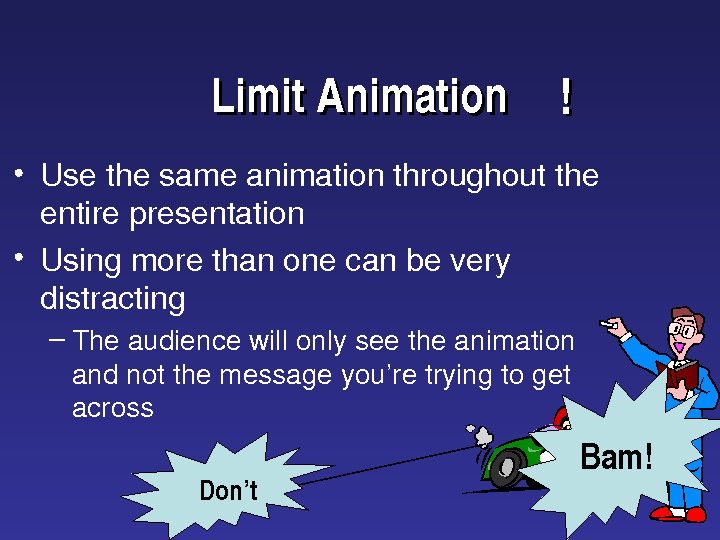 Limit Animation !
• Use the same animation throughout the
entire presentation
• Using more than one can be very
distracting
– The audience will only see the animation
and not the message you’re trying to get
across
Bam!
Don’t